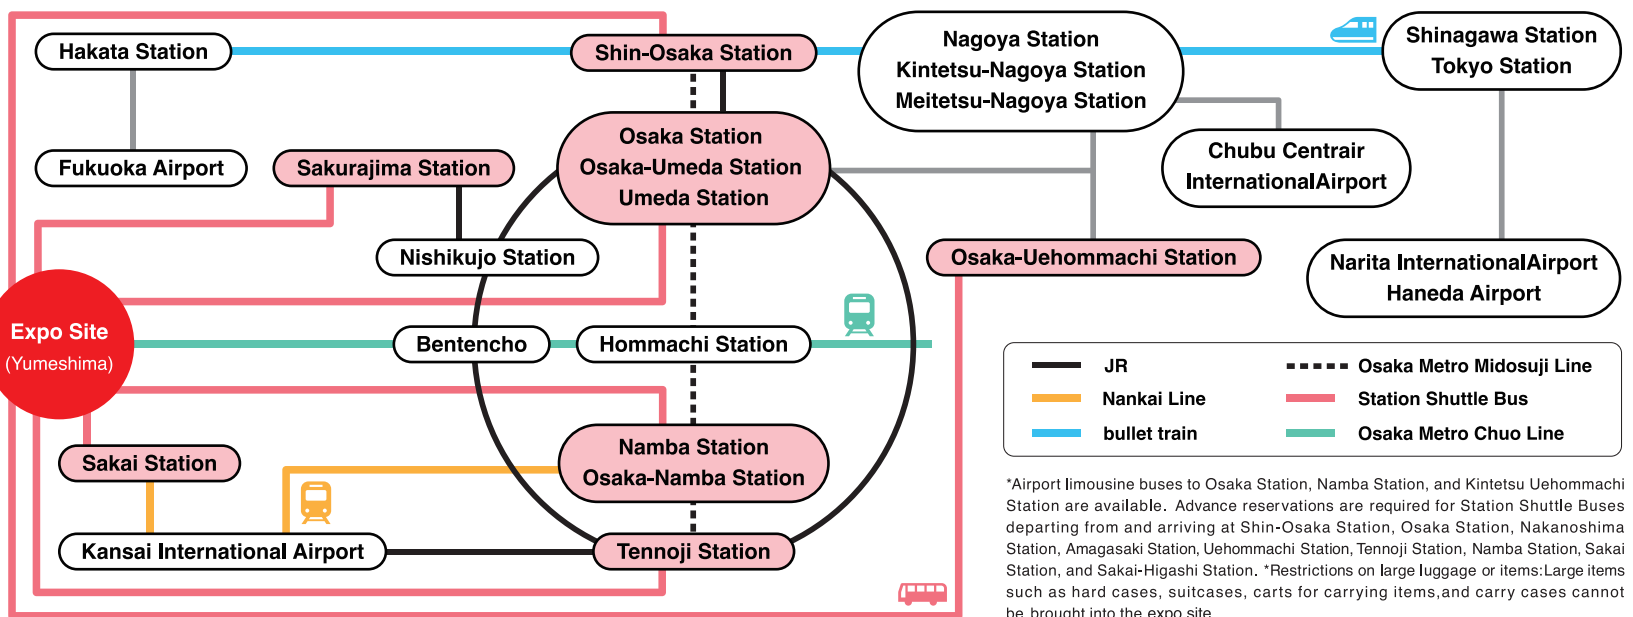 Hakata Station
Shin-Osaka Station
Nagoya Station
Kintetsu-Nagoya Station
Meitetsu-Nagoya Station
Shinagawa Station
Tokyo Station
Fukuoka Airport
Sakurajima Station
Osaka Station
Osaka-Umeda Station
Umeda Station
Chubu Centrair
InternationalAirport
Nishikujo Station
Osaka-Uehommachi Station
Narita InternationalAirport
Haneda Airport
Expo Site
(Yumeshima)
Bentencho
Hommachi Station
Sakai Station
Namba Station
Osaka-Namba Station
Kansai International Airport
Tennoji Station
JR
Osaka Metro Midosuji Line
Nankai Line
Station Shuttle Bus
bullet train
Osaka Metro Chuo Line
*Airport limousine buses to Osaka Station, Namba Station, and Kintetsu Uehommachi
Station are available. Advance reservations are required for Station Shuttle Buses
departing from and arriving at Shin-Osaka Station, Osaka Station, Nakanoshima
Station, Amagasaki Station, Uehommachi Station, Tennoji Station, Namba Station, Sakai
Station, and Sakai-Higashi Station. *Restrictions on large luggage or items:Large items
such as hard cases, suitcases, carts for carrying items,and carry cases cannot
be brought into the expo site